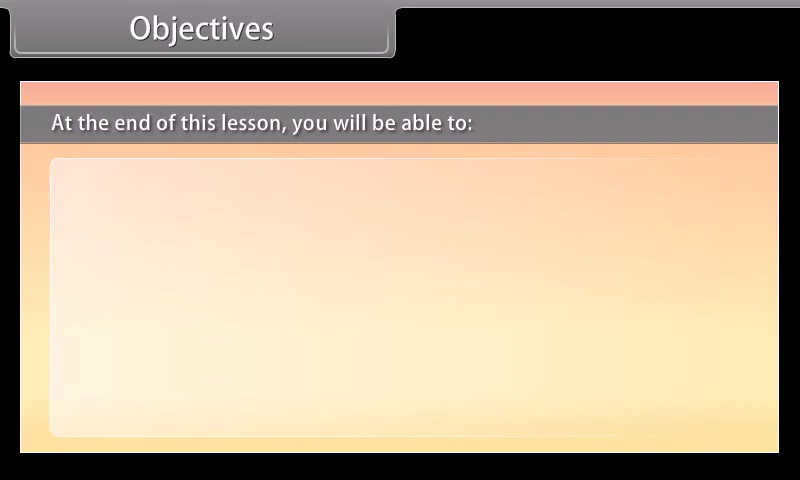 Objectives
At the end of this lesson, you will be able to: